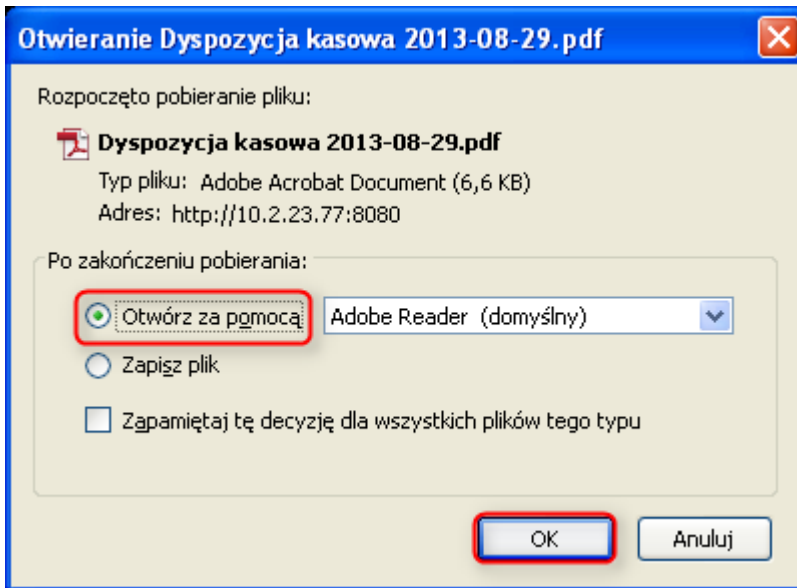 Otwieranie Dyspozycja kasowa 2013-08-29.pdf
Rozpoczęto pobieranie pliku:
Dyspozycja kasowa 2013-08-29.pdf
Typ pliku: Adobe Acrobat Document (6,6 KB)
Adres: http://10.2.23.77:8080
Po zakończeniu pobierania:
Otwórz za pomocą Adobe Reader (domyślny)
Zapisz plik
Zapamiętaj tę decyzję dla wszystkich plików tego typu
OK Anuluj